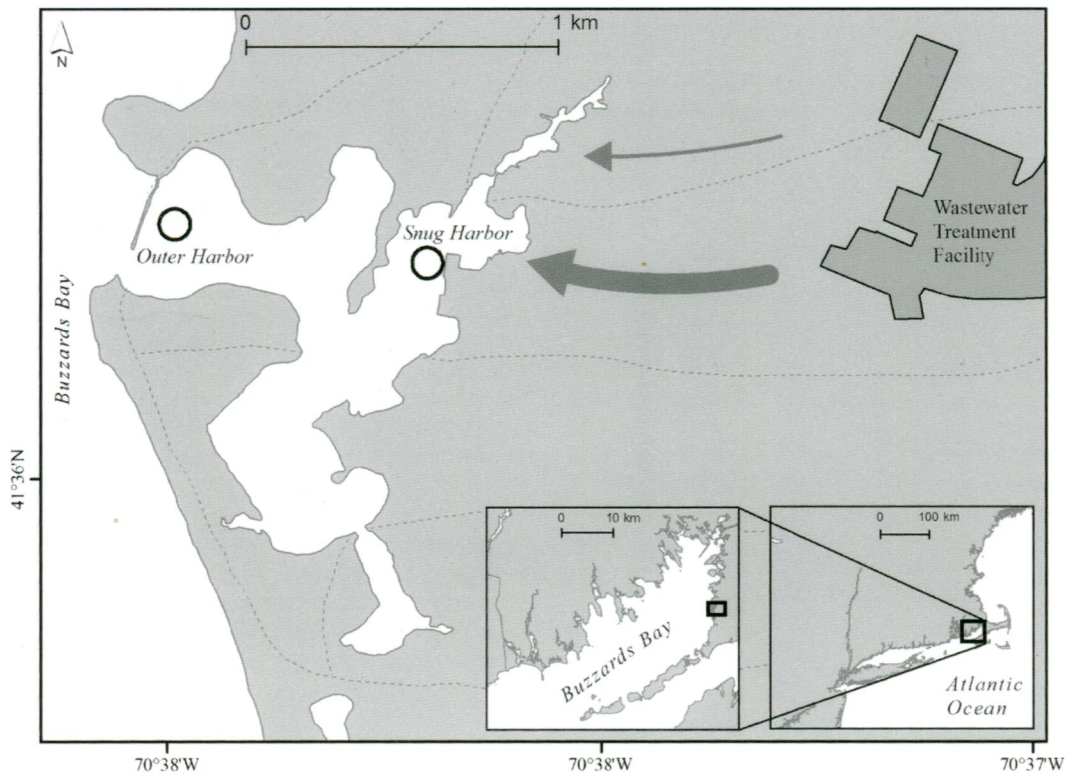 0
1 km
N
Snug Harbor
Outer Harbor
Wastewater
Treatment
Facility
Buzzards Bay
41°36'N
0
10 km
Buzzards Bay
0
100 km
Atlantic
Ocean
70°38'W
70°38'W
70°37'W